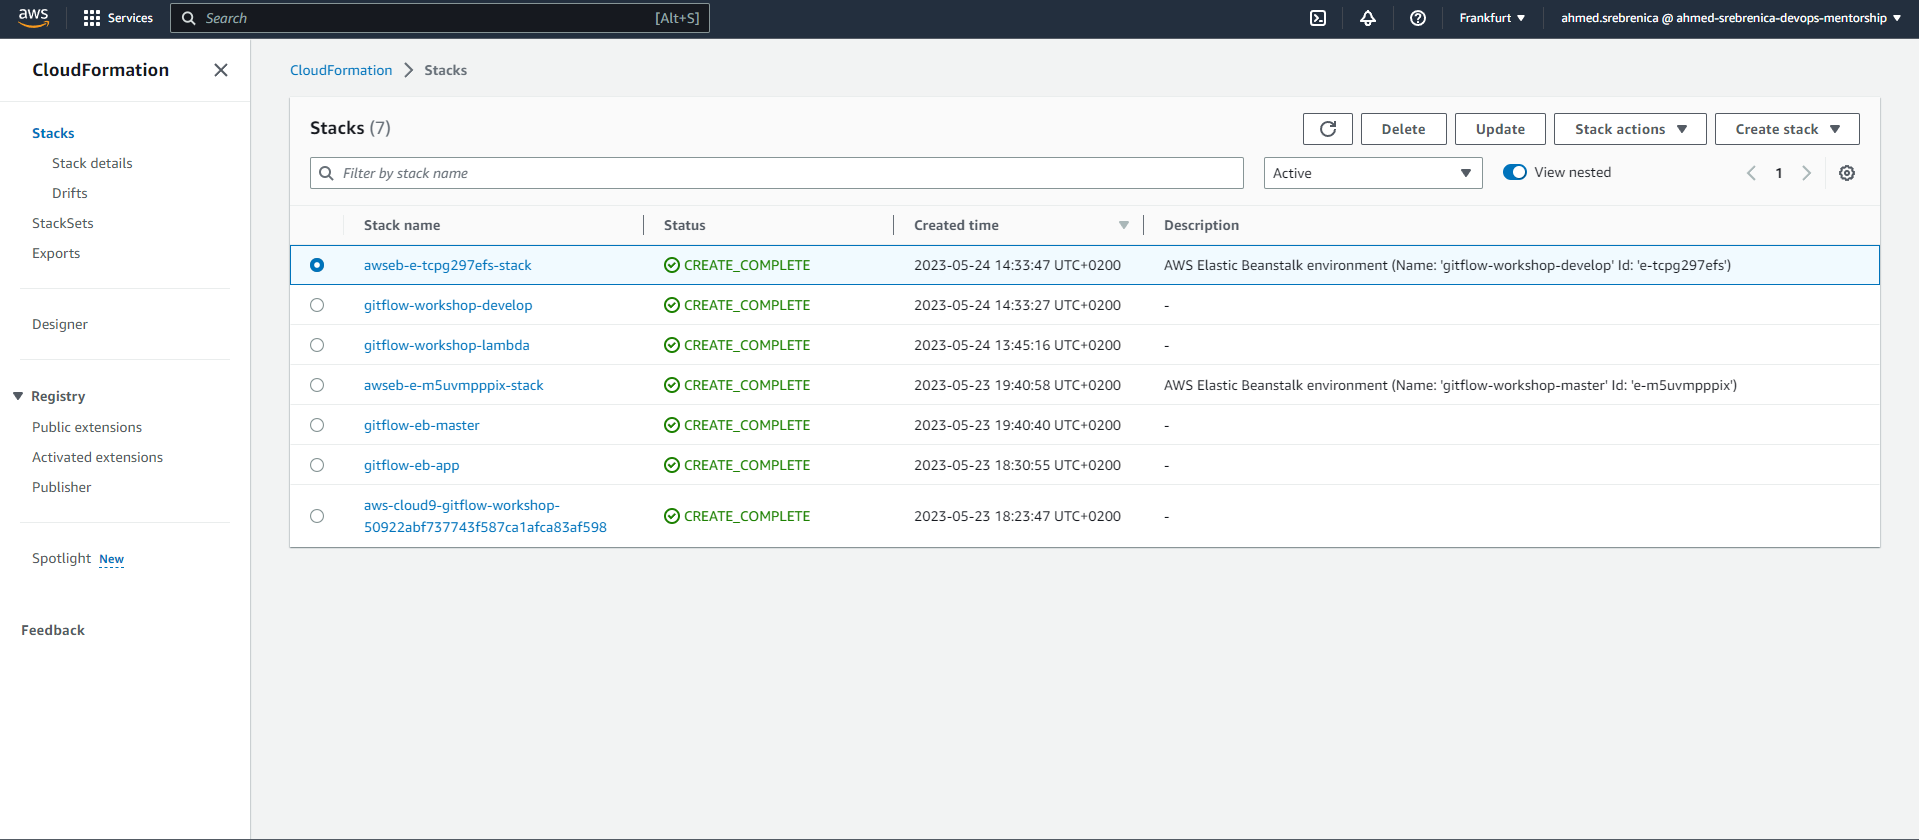 aws Services Search [Alt+S] Frankfurt ahmed.srebrenica @ ahmed-srebrenica-devops-mentorship
CloudFormation
Stacks
Stack details
Drifts
StackSets
Exports
Designer
Registry
Public extensions
Activated extensions
Publisher
Spotlight New
Feedback
CloudFormation Stacks
Stacks (7) Delete Update Stack actions Create stack
Filter by stack name Active View nested 1
Stack name Status Created time Description
awseb-e-tcpg297efs-stack CREATE_COMPLETE 2023-05-24 14:33:47 UTC+0200 AWS Elastic Beanstalk environment (Name: 'gitflow-workshop-develop' Id: 'e-tcpg297efs')
gitflow-workshop-develop CREATE_COMPLETE 2023-05-24 14:33:27 UTC+0200 -
gitflow-workshop-lambda CREATE_COMPLETE 2023-05-24 13:45:16 UTC+0200 -
awseb-e-m5uvmpppix-stack CREATE_COMPLETE 2023-05-23 19:40:58 UTC+0200 AWS Elastic Beanstalk environment (Name: 'gitflow-workshop-master' Id: 'e-m5uvmpppix')
gitflow-eb-master CREATE_COMPLETE 2023-05-23 19:40:40 UTC+0200 -
gitflow-eb-app CREATE_COMPLETE 2023-05-23 18:30:55 UTC+0200 -
aws-cloud9-gitflow-workshop-
50922abf737743f587ca1afca83af598 CREATE_COMPLETE 2023-05-23 18:23:47 UTC+0200 -